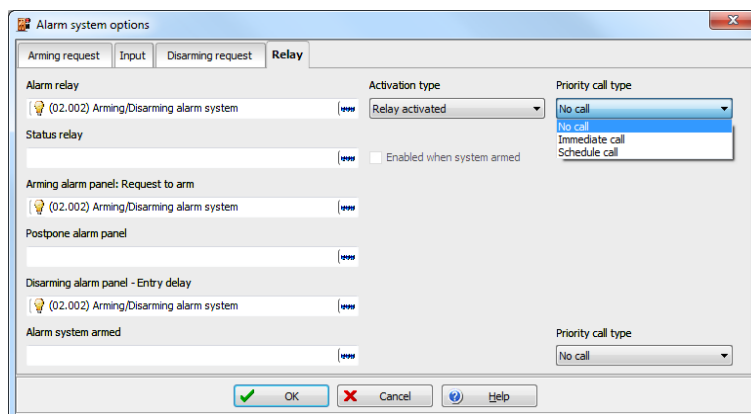 Alarm system options
Arming request Input Disarming request Relay
Alarm relay Activation type Priority call type
(02.002) Arming/Disarming alarm system Relay activated No call
No call
Immediate call
Schedule call
Status relay
Enabled when system armed
Arming alarm panel: Request to arm
(02.002) Arming/Disarming alarm system
Postpone alarm panel
Disarming alarm panel - Entry delay
(02.002) Arming/Disarming alarm system
Alarm system armed Priority call type
No call
OK Cancel Help